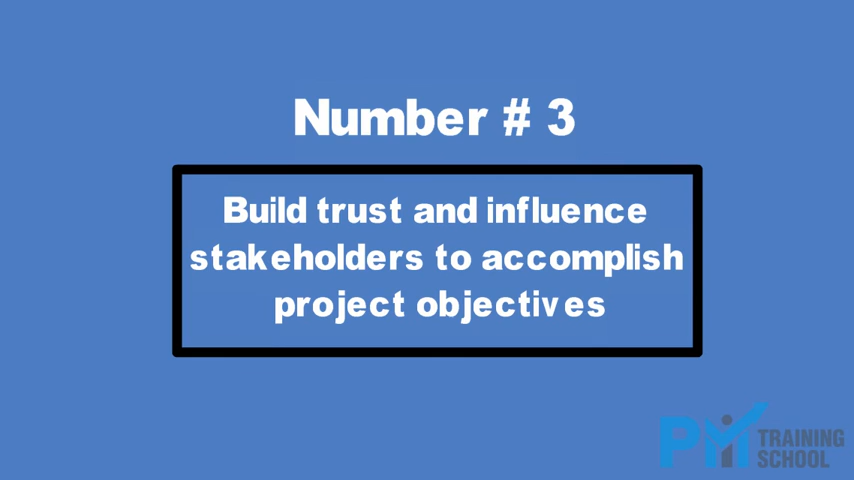 Number # 3
Build trust and influence
stakeholders to accomplish
project objectives
PM TRAINING
SCHOOL